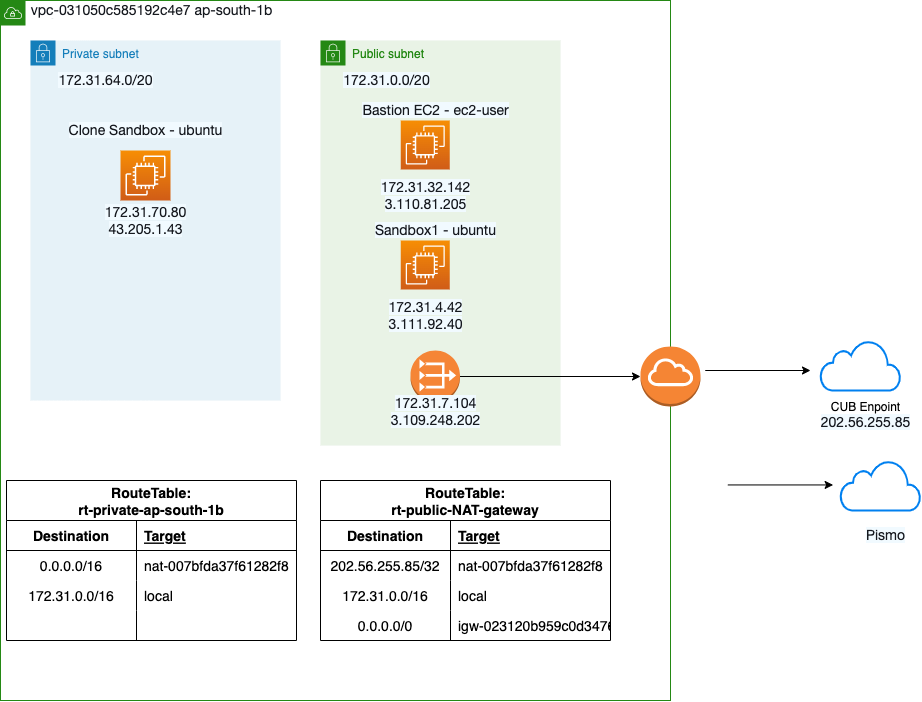 vpc-031050c585192c4e7 ap-south-1b
Private subnet
172.31.64.0/20
Clone Sandbox - ubuntu
172.31.70.80
43.205.1.43
Public subnet
172.31.0.0/20
Bastion EC2 - ec2-user
172.31.32.142
3.110.81.205
Sandbox1 - ubuntu
172.31.4.42
3.111.92.40
172.31.7.104
3.109.248.202
CUB Enpoint
202.56.255.85
Pismo
RouteTable:
rt-private-ap-south-1b
Destination Target
0.0.0.0/16 nat-007bfda37f61282f8
172.31.0.0/16 local
RouteTable:
rt-public-NAT-gateway
Destination Target
202.56.255.85/32 nat-007bfda37f61282f8
172.31.0.0/16 local
0.0.0.0/0 igw-023120b959c0d3476